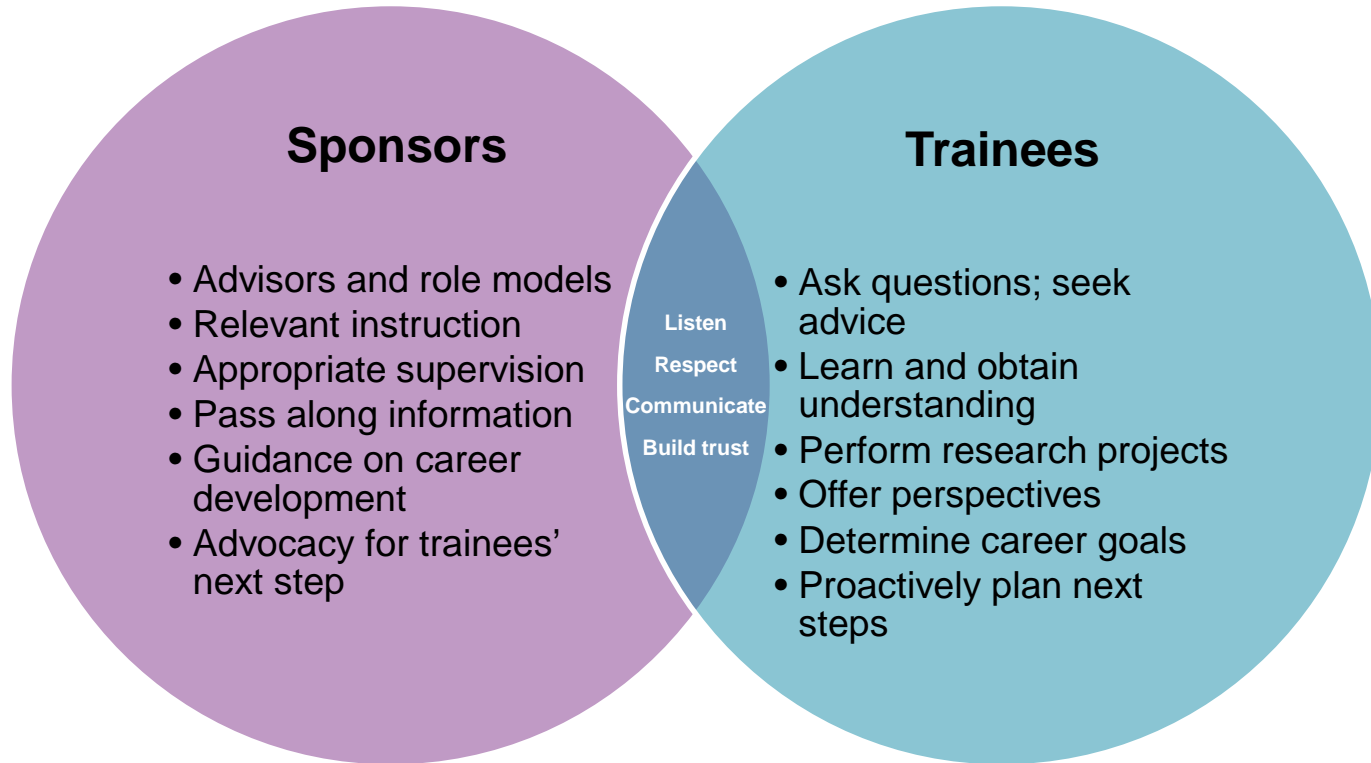 Sponsors
• Advisors and role models
• Relevant instruction
• Appropriate supervision
• Pass along information
• Guidance on career
development
• Advocacy for trainees’
next step
Listen
Respect
Communicate
Build trust
Trainees
• Ask questions; seek
advice
• Learn and obtain
understanding
• Perform research projects
• Offer perspectives
• Determine career goals
• Proactively plan next
steps